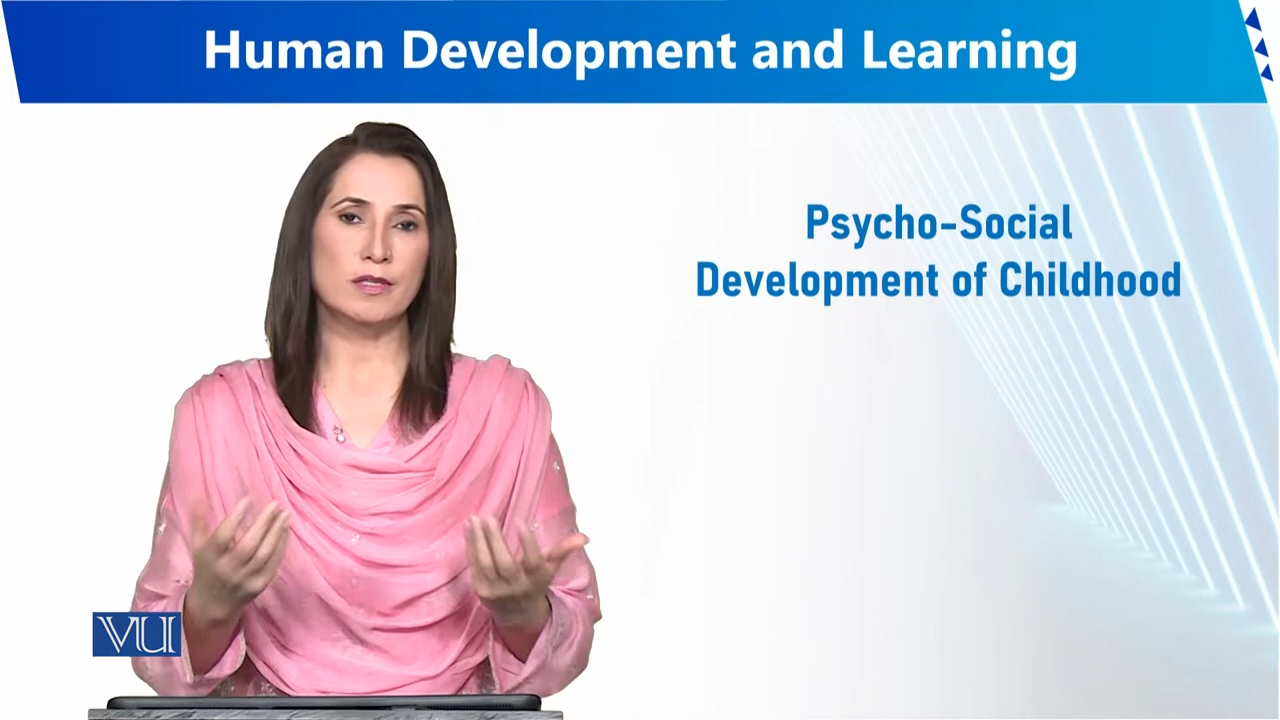 Human Development and Learning
Psycho-Social
Development of Childhood
VU